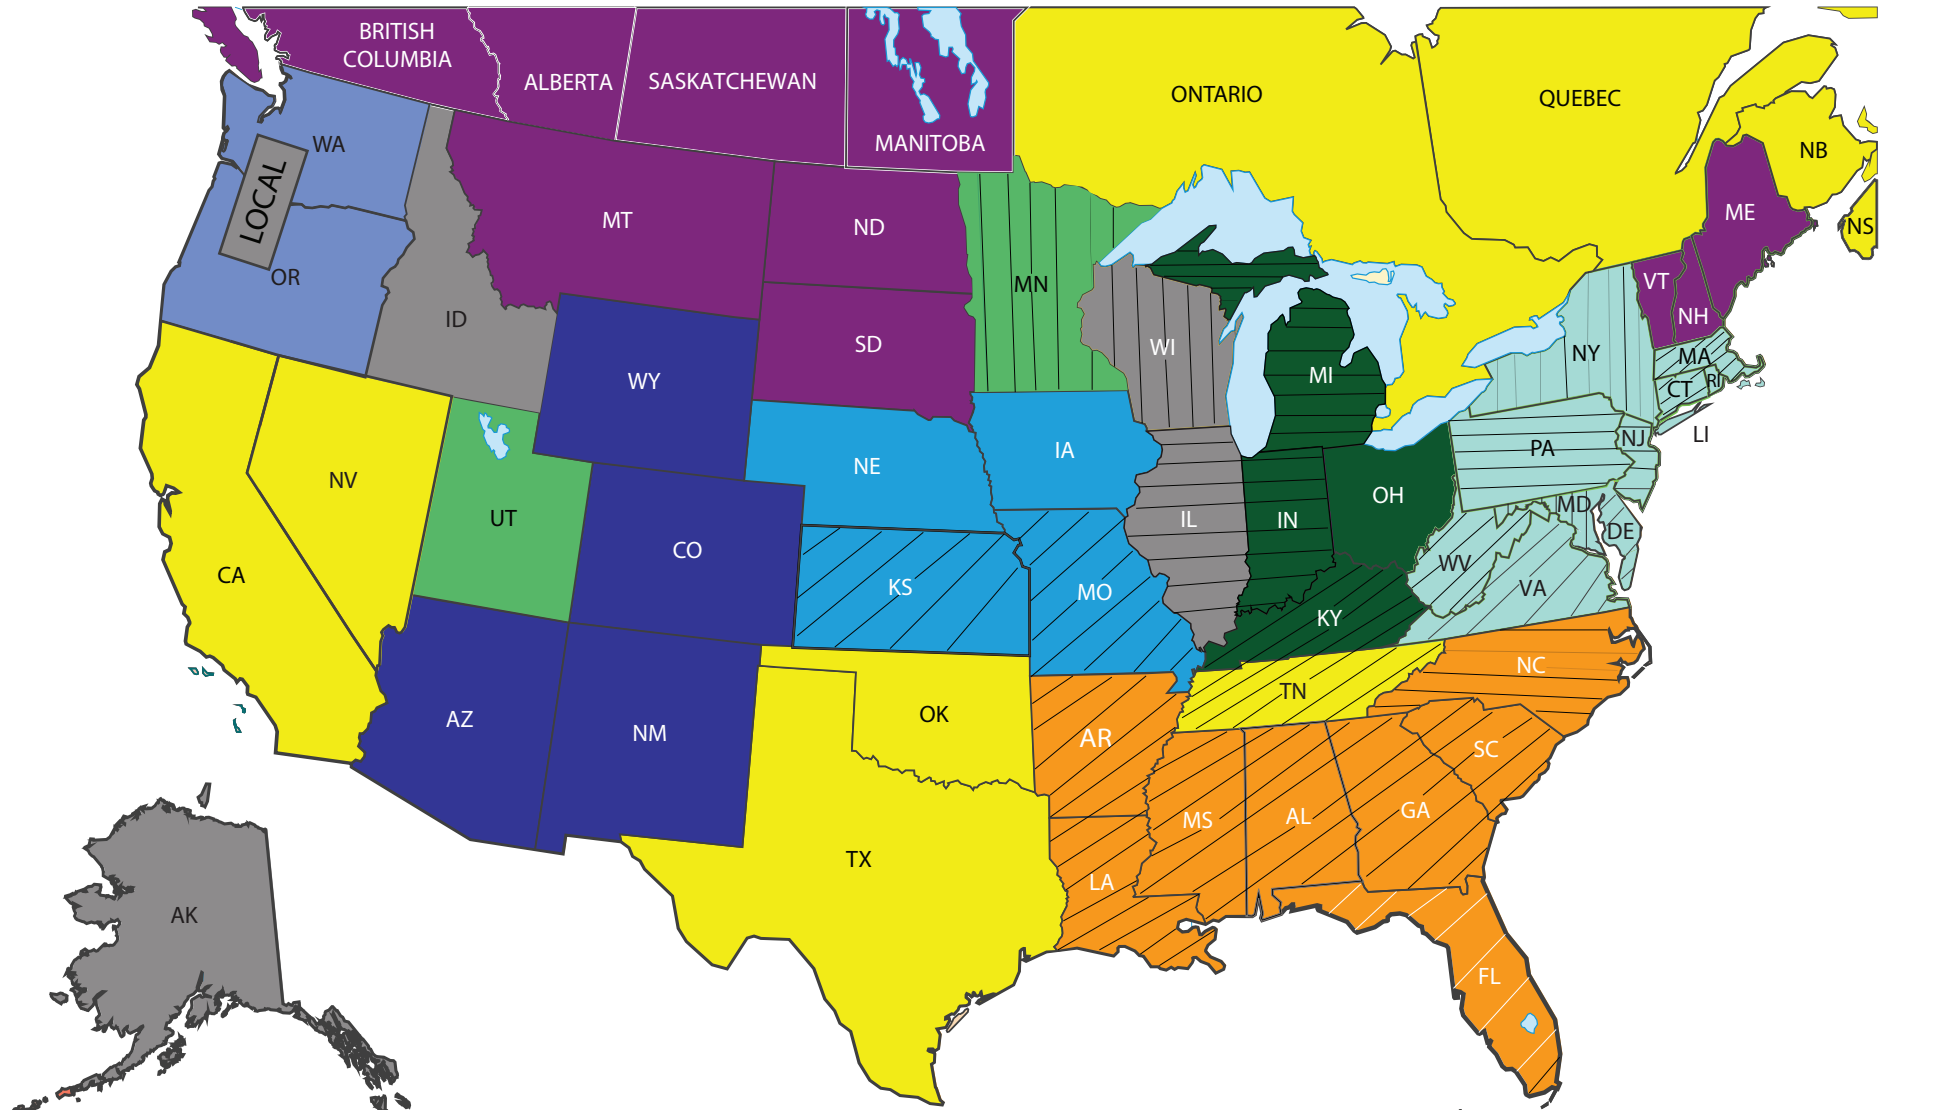 BRITISH
COLUMBIA
ALBERTA
SASKATCHEWAN
MANITOBA
ONTARIO
QUEBEC
NB
NS
WA
LOCAL
OR
ID
MT
ND
MN
SD
WY
WI
MI
NY
VT
NH
ME
MA
CT
RI
LI
NJ
PA
CA
NV
UT
CO
NE
IA
KS
MO
IL
IN
OH
MD
DE
WV
VA
KY
TN
NC
SC
AZ
NM
OK
AR
TX
LA
MS
AL
GA
FL
AK